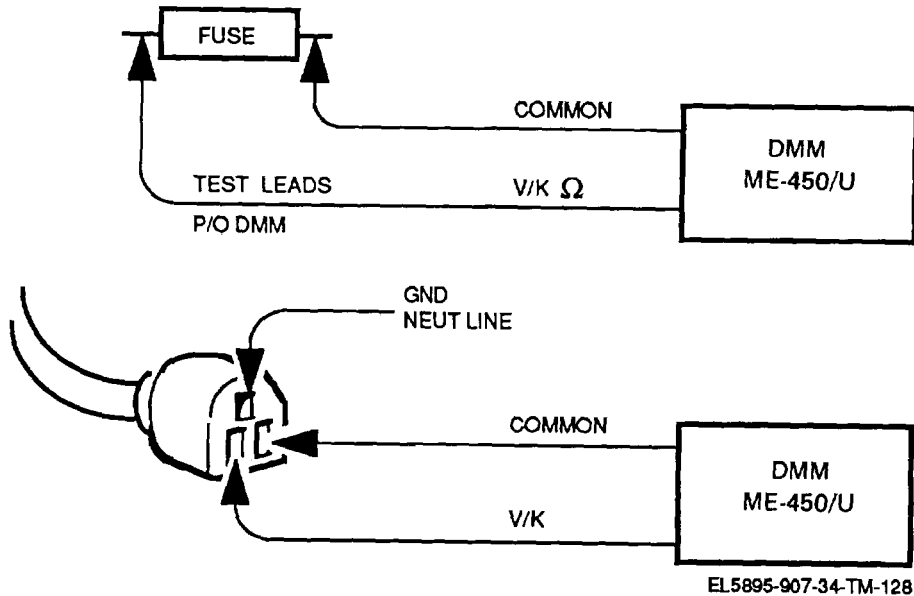 FUSE
COMMON
DMM
ME-450/U
TEST LEADS
V/K Ω
P/O DMM
GND
NEUT LINE
COMMON
DMM
ME-450/U
V/K
EL5895-907-34-TM-128